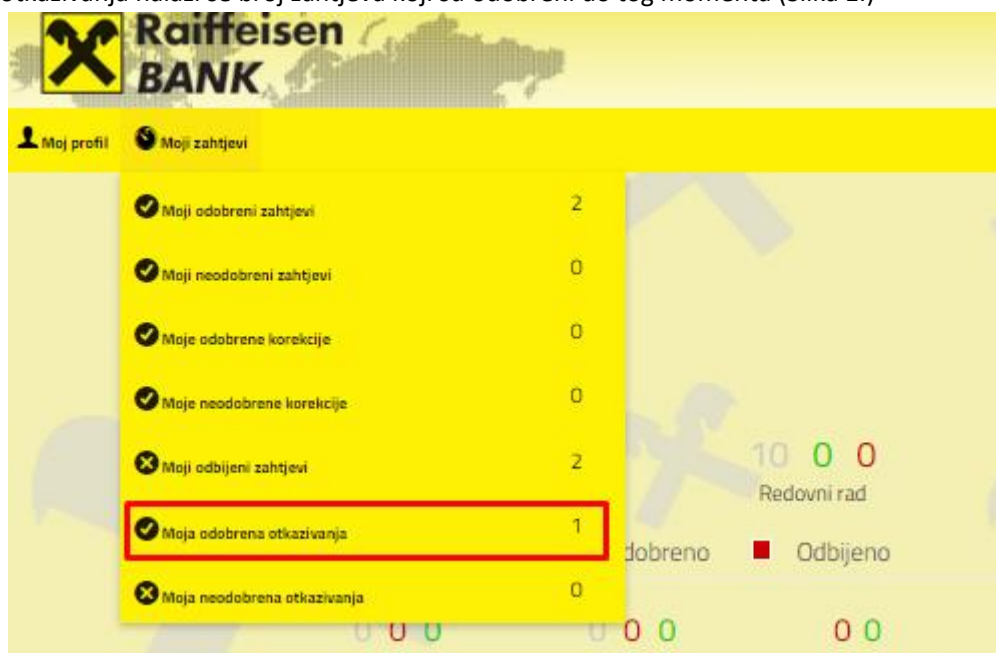 otkazivanja nalazi se broj zahtjeva koji su odobreni do tog momenta (Slika 2.)
Raiffeisen
BANK
Moj profil Moji zahtjevi
Moji odobreni zahtjevi 2
Moji neodobreni zahtjevi 0
Moje odobrene korekcije 0
Moje neodobrene korekcije 0
Moji odbijeni zahtjevi 2
10 0 0
Redovni rad
Moja odobrena otkazivanja 1
dobreno Odbijeno
Moja neodobrena otkazivanja 0
0 0 0 0 0 0 0 0